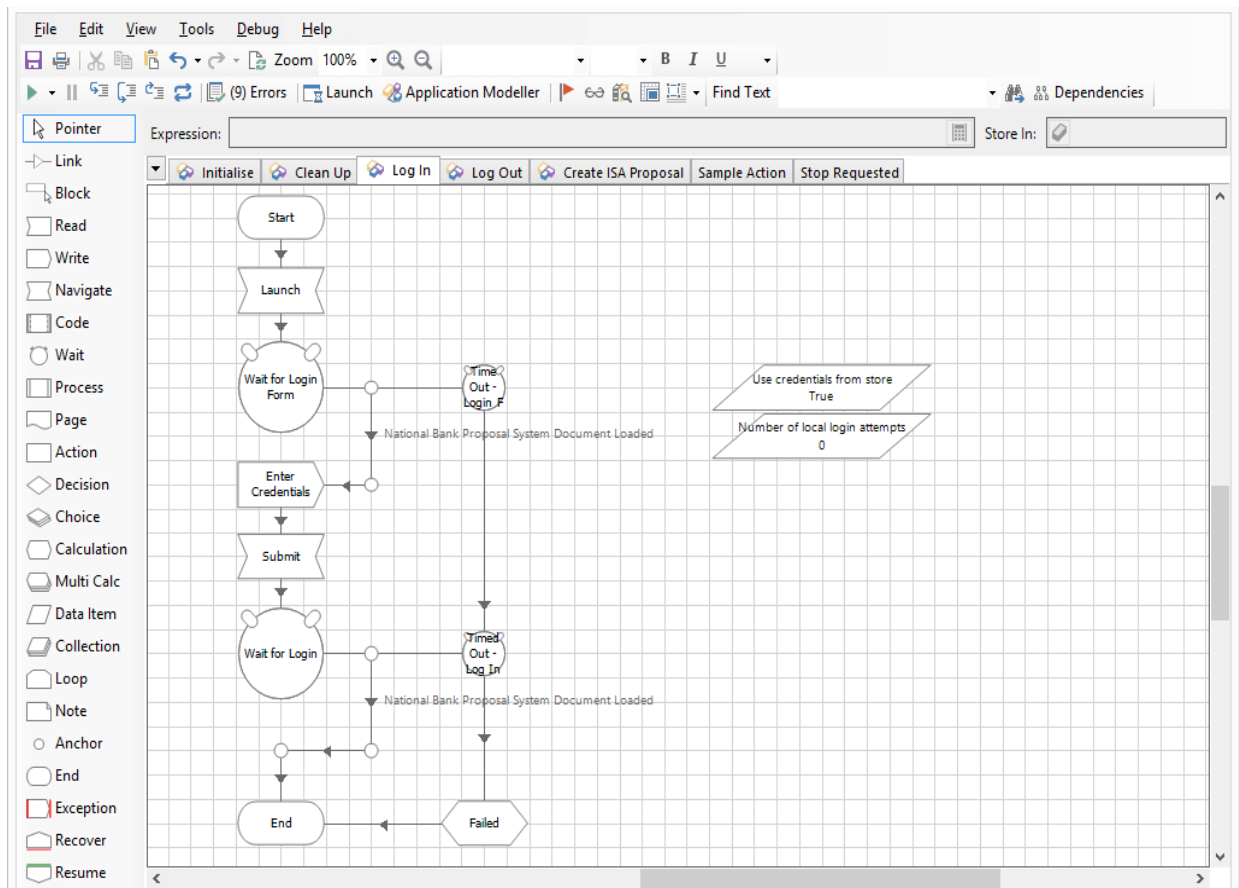 File Edit View Tools Debug Help
Zoom 100% B I U
(9) Errors Launch Application Modeller Find Text Dependencies
Pointer
Link
Block
Read
Write
Navigate
Code
Wait
Process
Page
Action
Decision
Choice
Calculation
Multi Calc
Data Item
Collection
Loop
Note
Anchor
End
Exception
Recover
Resume
Expression: Store In:
Initialise Clean Up Log In Log Out Create ISA Proposal Sample Action Stop Requested
Start
Launch
Wait for Login
Form
Time
Out -
Login_F
Use credentials from store
True
Number of local login attempts
0
National Bank Proposal System Document Loaded
Enter
Credentials
Submit
Wait for Login
Timed
Out -
Log In
National Bank Proposal System Document Loaded
End
Failed